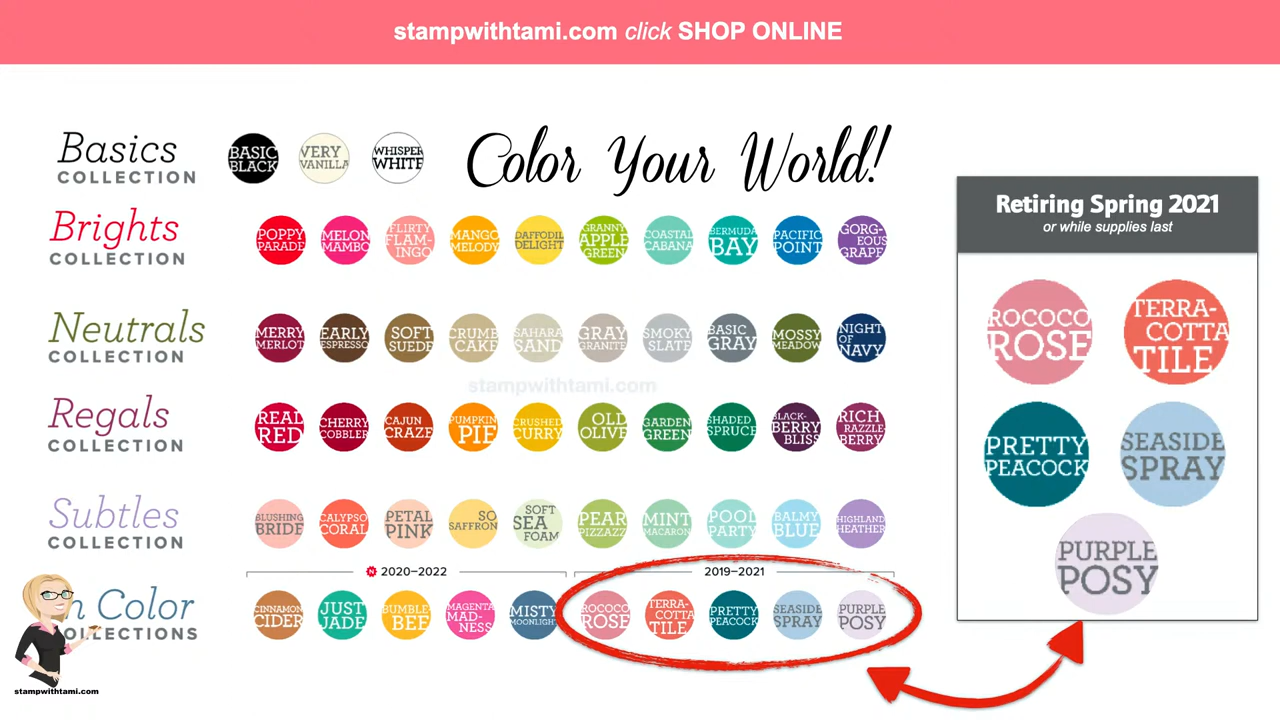 stampwithtami.com click SHOP ONLINE
Basics
COLLECTION
BASIC
BLACK
VERY
VANILLA
WHISPER
WHITE
Color Your World!
Brights
COLLECTION
POPPY
PARADE
MELON
MAMBO
FLIRTY
FLAM-
INGO
MANGO
MELODY
DAFFODIL
DELIGHT
GRANNY
APPLE
GREEN
COASTAL
CABANA
BERMUDA
BAY
PACIFIC
POINT
GORG-
EOUS
GRAPE
Neutrals
COLLECTION
MERRY
MERLOT
EARLY
ESPRESSO
SOFT
SUEDE
CRUMB
CAKE
SAHARA
SAND
GRAY
GRANITE
SMOKY
SLATE
BASIC
GRAY
MOSSY
MEADOW
NIGHT
OF
NAVY
stampwithtami.com
Regals
COLLECTION
REAL
RED
CHERRY
COBBLER
CAJUN
CRAZE
PUMPKIN
PIE
CRUSHED
CURRY
OLD
OLIVE
GARDEN
GREEN
SHADED
SPRUCE
BLACK-
BERRY
BLISS
RICH
RAZZLE
BERRY
Subtles
COLLECTION
BLUSHING
BRIDE
CALYPSO
CORAL
PETAL
PINK
SO
SAFFRON
SOFT
SEA
FOAM
PEAR
PIZZAZZ
MINT
MACARON
POOL
PARTY
BALMY
BLUE
HIGHLAND
HEATHER
N 2020–2022
2019–2021
n Color
COLLECTIONS
CINNAMON
CIDER
JUST
JADE
BUMBLE
BEE
MAGENTA
MAD-
NESS
MISTY
MOONLIGHT
ROCOCO
ROSE
TERRA-
COTTA
TILE
PRETTY
PEACOCK
SEASIDE
SPRAY
PURPLE
POSY
stampwithtami.com
Retiring Spring 2021
or while supplies last
ROCOCO
ROSE
TERRA-
COTTA
TILE
PRETTY
PEACOCK
SEASIDE
SPRAY
PURPLE
POSY